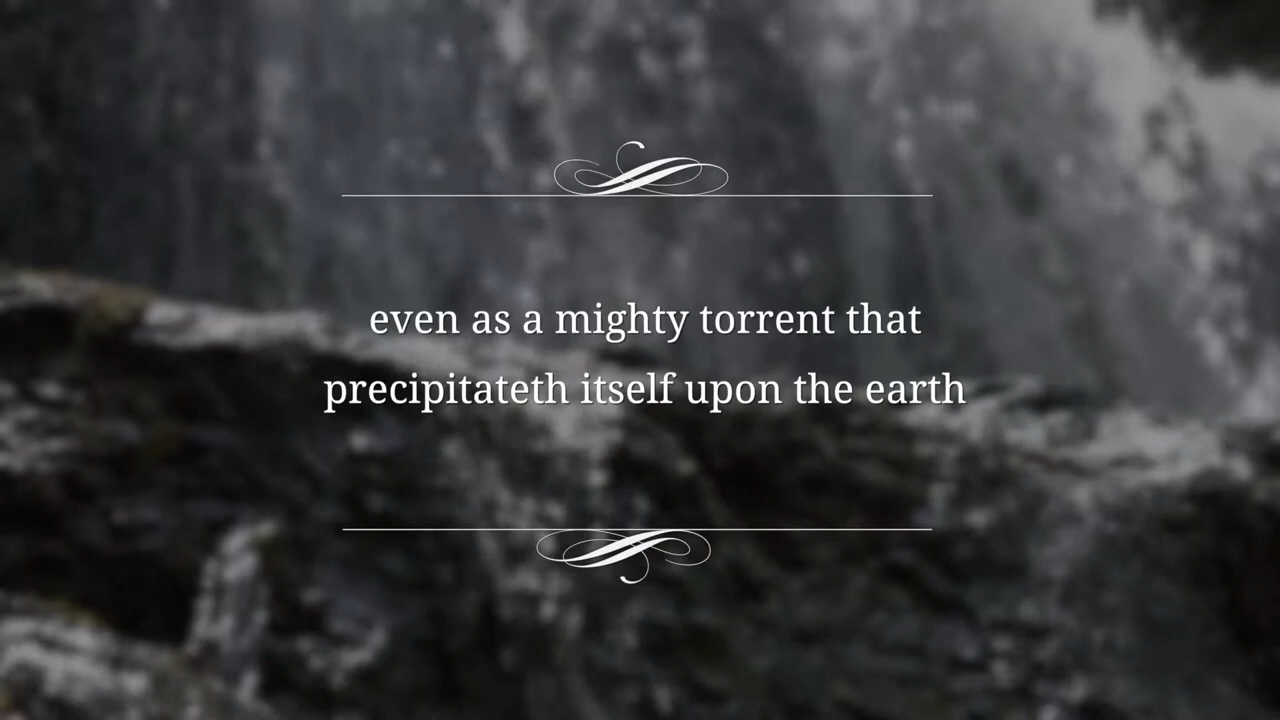 even as a mighty torrent that
precipitateth itself upon the earth